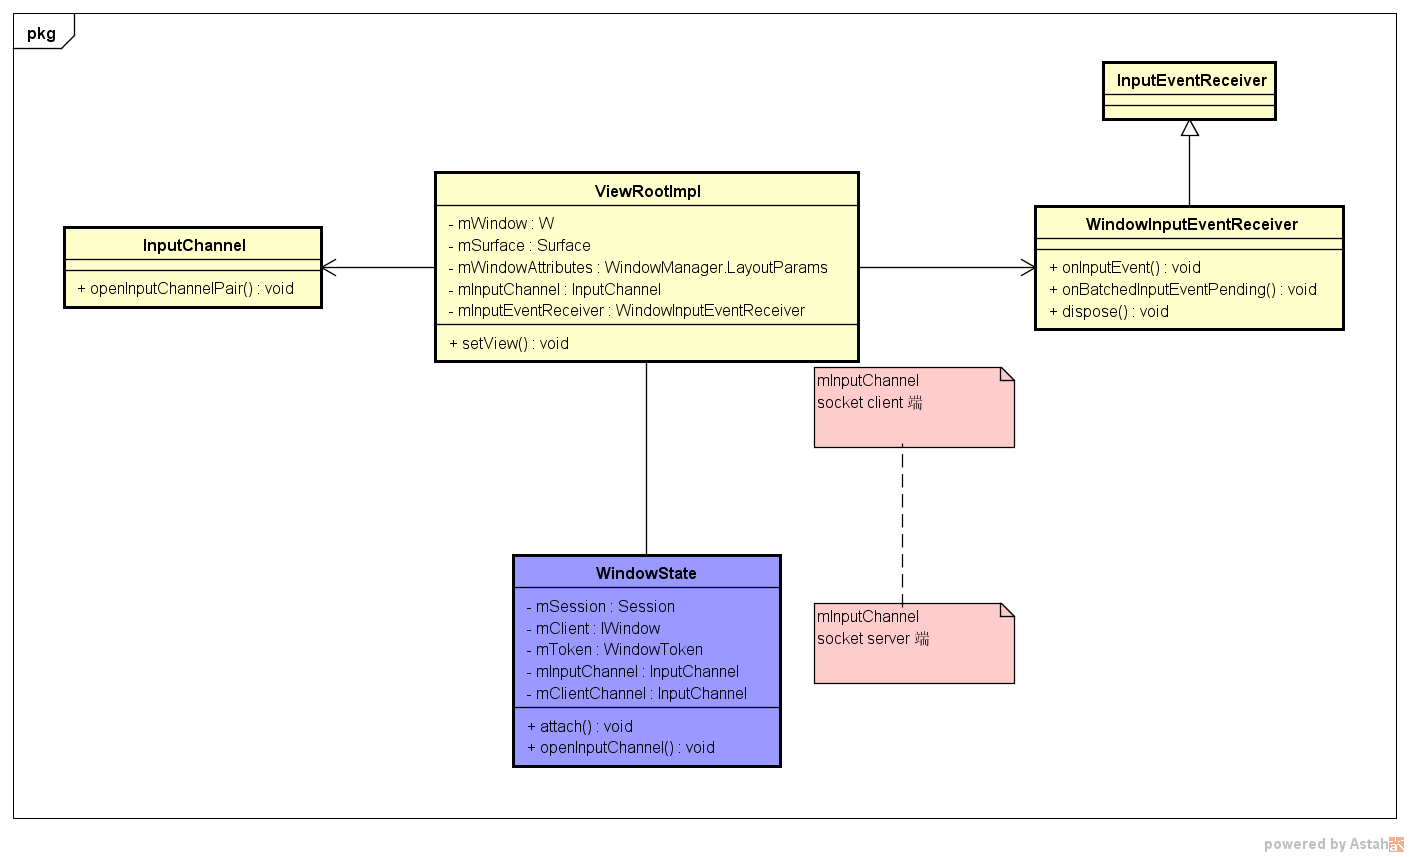 pkg
InputEventReceiver
ViewRootImpl
- mWindow : W
- mSurface : Surface
- mWindowAttributes : WindowManager.LayoutParams
- mInputChannel : InputChannel
- mInputEventReceiver : WindowInputEventReceiver
+ setView() : void
InputChannel
+ openInputChannelPair() : void
WindowInputEventReceiver
+ onInputEvent() : void
+ onBatchedInputEventPending() : void
+ dispose() : void
mInputChannel
socket client 端
WindowState
- mSession : Session
- mClient : IWindow
- mToken : WindowToken
- mInputChannel : InputChannel
- mClientChannel : InputChannel
+ attach() : void
+ openInputChannel() : void
mInputChannel
socket server 端
powered by Astah